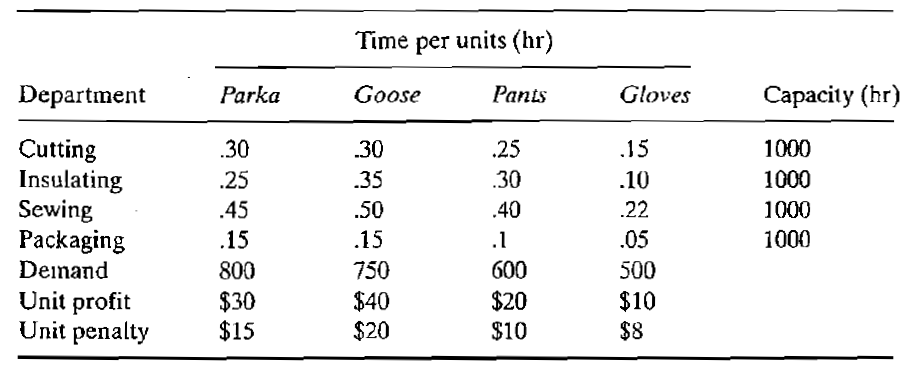 Time per units (hr)
Department Parka Goose Pants Gloves Capacity (hr)
Cutting .30 .30 .25 .15 1000
Insulating .25 .35 .30 .10 1000
Sewing .45 .50 .40 .22 1000
Packaging .15 .15 .1 .05 1000
Demand 800 750 600 500
Unit profit $30 $40 $20 $10
Unit penalty $15 $20 $10 $8